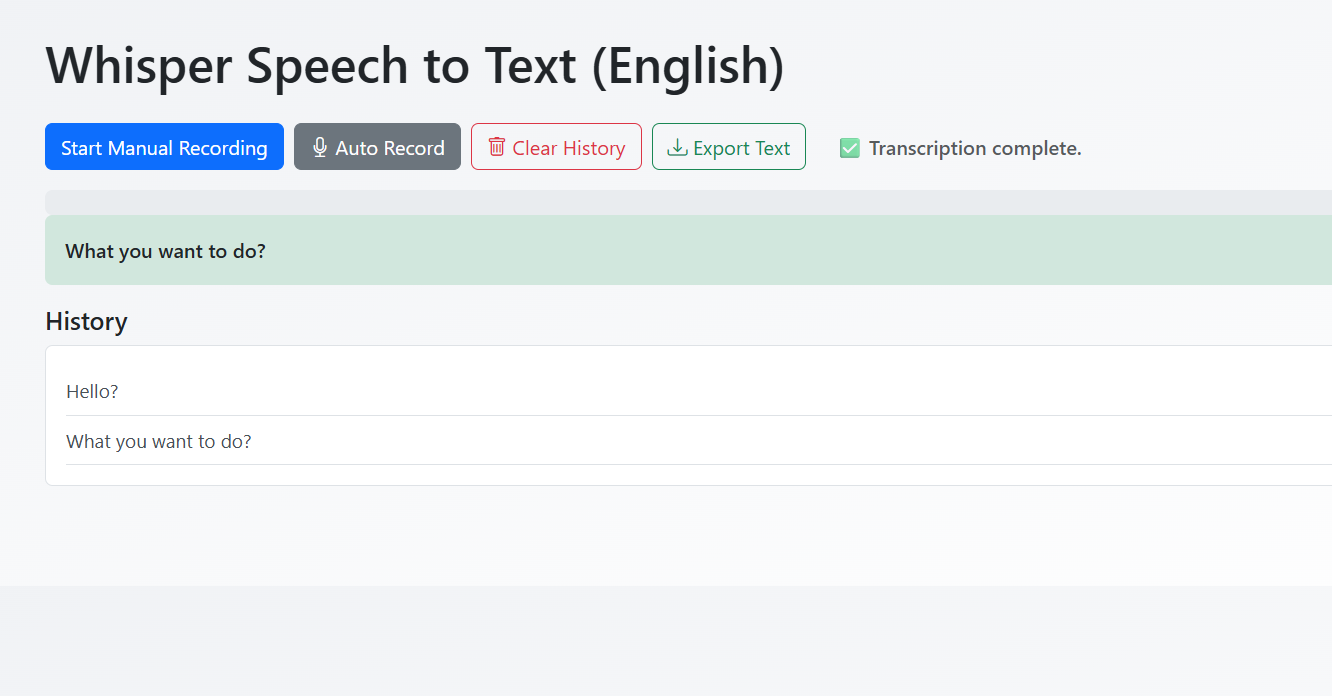 Whisper Speech to Text (English)
Start Manual Recording Auto Record Clear History Export Text Transcription complete.
What you want to do?
History
Hello?
What you want to do?